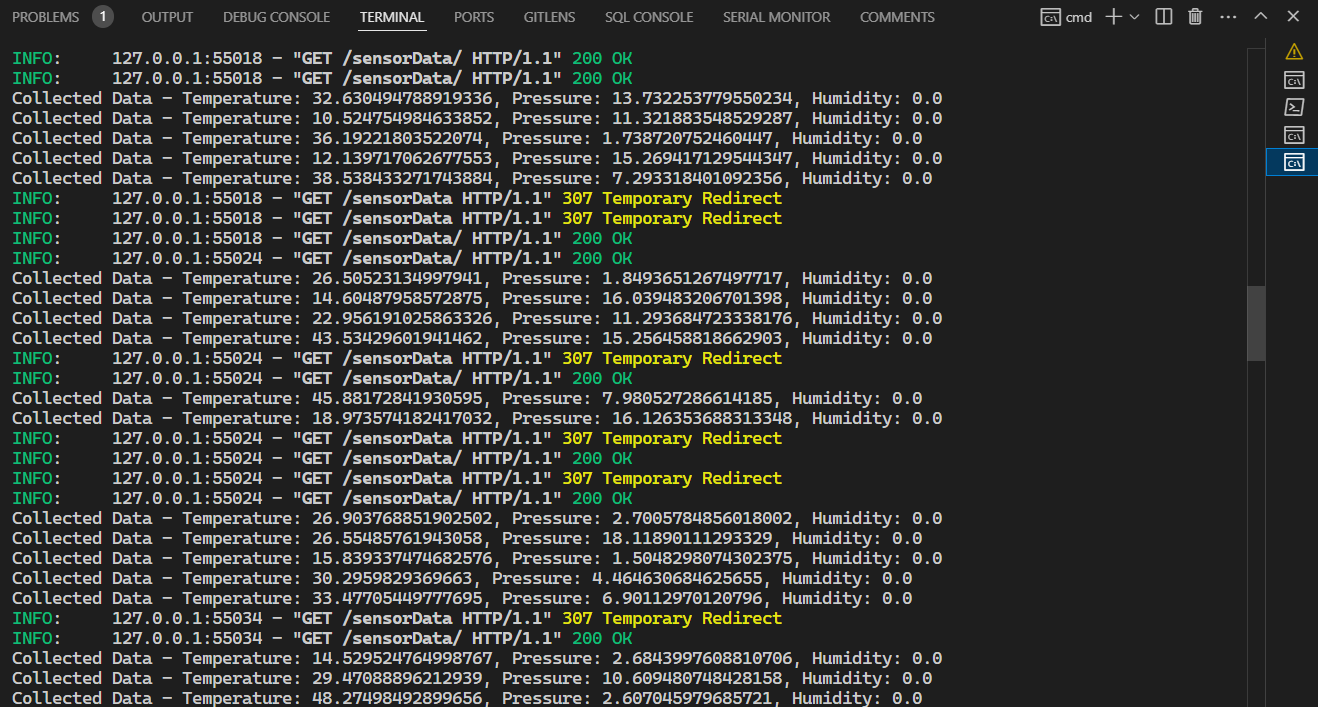 PROBLEMS 1 OUTPUT DEBUG CONSOLE TERMINAL PORTS GITLENS SQL CONSOLE SERIAL MONITOR COMMENTS cmd
INFO: 127.0.0.1:55018 - "GET /sensorData/ HTTP/1.1" 200 OK
INFO: 127.0.0.1:55018 - "GET /sensorData/ HTTP/1.1" 200 OK
Collected Data - Temperature: 32.630494788919336, Pressure: 13.732253779550234, Humidity: 0.0
Collected Data - Temperature: 10.524754984633852, Pressure: 11.321883548529287, Humidity: 0.0
Collected Data - Temperature: 36.19221803522074, Pressure: 1.738720752460447, Humidity: 0.0
Collected Data - Temperature: 12.139717062677553, Pressure: 15.269417129544347, Humidity: 0.0
Collected Data - Temperature: 38.538433271743884, Pressure: 7.293318401092356, Humidity: 0.0
INFO: 127.0.0.1:55018 - "GET /sensorData HTTP/1.1" 307 Temporary Redirect
INFO: 127.0.0.1:55018 - "GET /sensorData HTTP/1.1" 307 Temporary Redirect
INFO: 127.0.0.1:55018 - "GET /sensorData/ HTTP/1.1" 200 OK
INFO: 127.0.0.1:55024 - "GET /sensorData/ HTTP/1.1" 200 OK
Collected Data - Temperature: 26.50523134997941, Pressure: 1.8493651267497717, Humidity: 0.0
Collected Data - Temperature: 14.60487958572875, Pressure: 16.039483206701398, Humidity: 0.0
Collected Data - Temperature: 22.956191025863326, Pressure: 11.293684723338176, Humidity: 0.0
Collected Data - Temperature: 43.53429601941462, Pressure: 15.256458818662903, Humidity: 0.0
INFO: 127.0.0.1:55024 - "GET /sensorData HTTP/1.1" 307 Temporary Redirect
INFO: 127.0.0.1:55024 - "GET /sensorData/ HTTP/1.1" 200 OK
Collected Data - Temperature: 45.88172841930595, Pressure: 7.980527286614185, Humidity: 0.0
Collected Data - Temperature: 18.973574182417032, Pressure: 16.126353688313348, Humidity: 0.0
INFO: 127.0.0.1:55024 - "GET /sensorData HTTP/1.1" 307 Temporary Redirect
INFO: 127.0.0.1:55024 - "GET /sensorData/ HTTP/1.1" 200 OK
INFO: 127.0.0.1:55024 - "GET /sensorData HTTP/1.1" 307 Temporary Redirect
INFO: 127.0.0.1:55024 - "GET /sensorData/ HTTP/1.1" 200 OK
Collected Data - Temperature: 26.903768851902502, Pressure: 2.7005784856018002, Humidity: 0.0
Collected Data - Temperature: 26.55485761943058, Pressure: 18.11890111293329, Humidity: 0.0
Collected Data - Temperature: 15.839337474682576, Pressure: 1.5048298074302375, Humidity: 0.0
Collected Data - Temperature: 30.2959829369663, Pressure: 4.464630684625655, Humidity: 0.0
Collected Data - Temperature: 33.47705449777695, Pressure: 6.90112970120796, Humidity: 0.0
INFO: 127.0.0.1:55034 - "GET /sensorData HTTP/1.1" 307 Temporary Redirect
INFO: 127.0.0.1:55034 - "GET /sensorData/ HTTP/1.1" 200 OK
Collected Data - Temperature: 14.529524764998767, Pressure: 2.6843997608810706, Humidity: 0.0
Collected Data - Temperature: 29.47088896212939, Pressure: 10.609480748428158, Humidity: 0.0
Collected Data - Temperature: 48.27498492899656, Pressure: 2.607045979685721, Humidity: 0.0